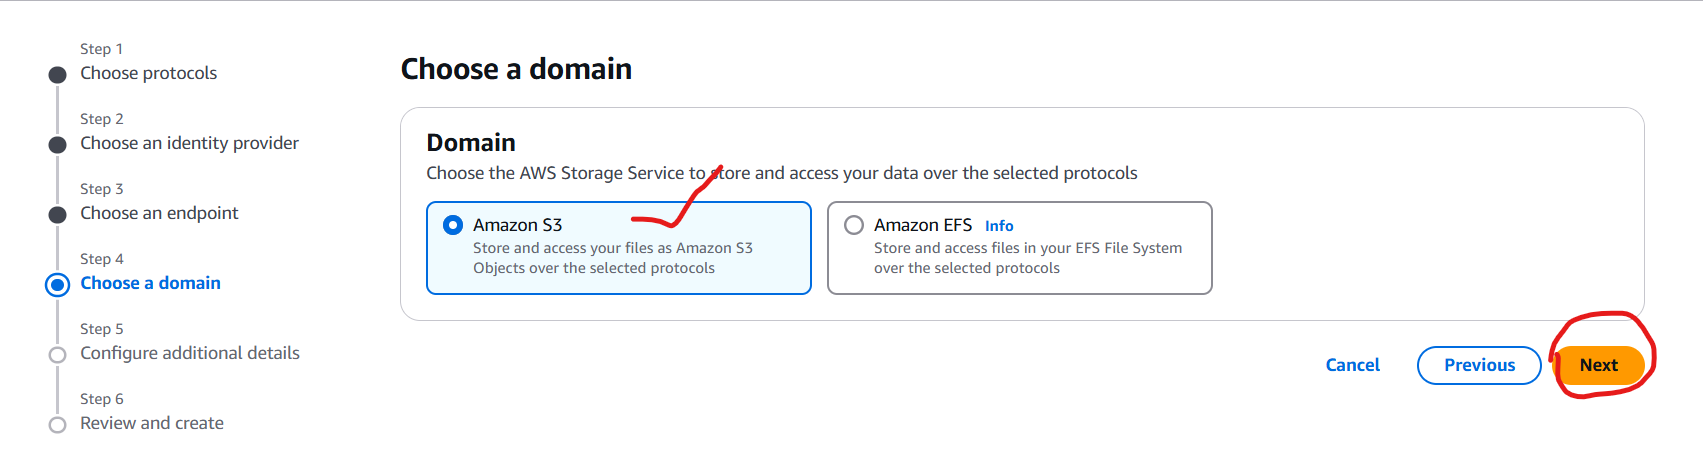 Step 1
Choose protocols
Step 2
Choose an identity provider
Step 3
Choose an endpoint
Step 4
Choose a domain
Step 5
Configure additional details
Step 6
Review and create
Choose a domain
Domain
Choose the AWS Storage Service to store and access your data over the selected protocols
Amazon S3
Store and access your files as Amazon S3
Objects over the selected protocols
Amazon EFS Info
Store and access files in your EFS File System
over the selected protocols
Cancel Previous Next